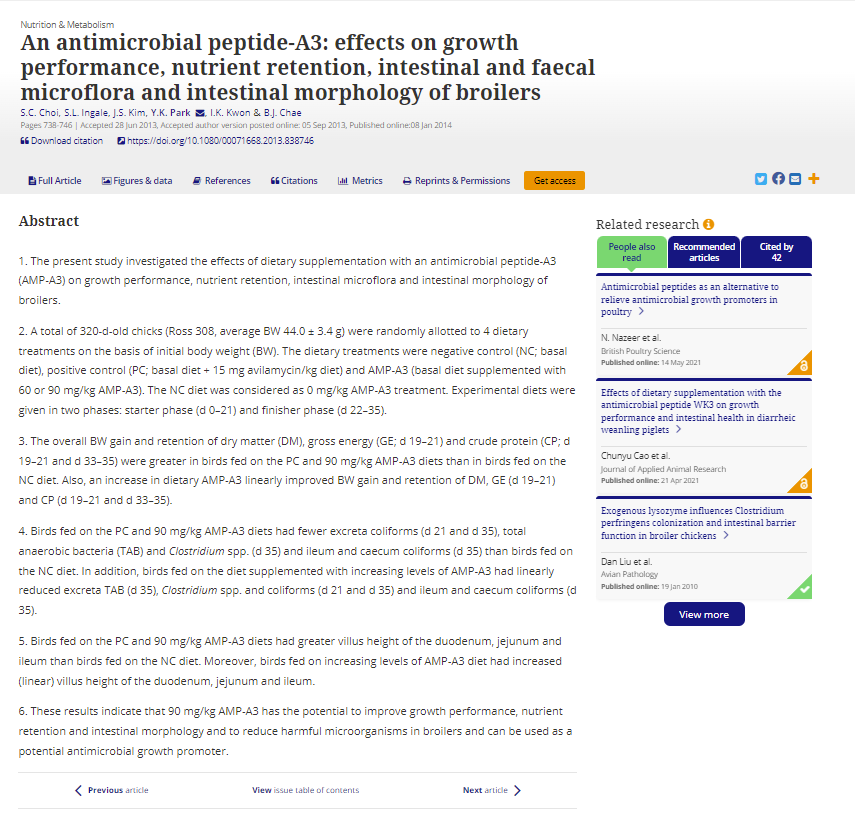 Nutrition & Metabolism
An antimicrobial peptide-A3: effects on growth
performance, nutrient retention, intestinal and faecal
microflora and intestinal morphology of broilers
S.C. Choi, S.L. Ingale, J.S. Kim, Y.K. Park , I.K. Kwon & B.J. Chae
Pages 738-746 | Accepted 28 Jun 2013, Accepted author version posted online: 05 Sep 2013, Published online:08 Jan 2014
Download citation https://doi.org/10.1080/00071668.2013.838746
Full Article Figures & data References Citations Metrics Reprints & Permissions Get access
Abstract
1. The present study investigated the effects of dietary supplementation with an antimicrobial peptide-A3
(AMP-A3) on growth performance, nutrient retention, intestinal microflora and intestinal morphology of
broilers.
2. A total of 320-d-old chicks (Ross 308, average BW 44.0 ± 3.4 g) were randomly allotted to 4 dietary
treatments on the basis of initial body weight (BW). The dietary treatments were negative control (NC; basal
diet), positive control (PC; basal diet + 15 mg avilamycin/kg diet) and AMP-A3 (basal diet supplemented with
60 or 90 mg/kg AMP-A3). The NC diet was considered as 0 mg/kg AMP-A3 treatment. Experimental diets were
given in two phases: starter phase (d 0–21) and finisher phase (d 22–35).
3. The overall BW gain and retention of dry matter (DM), gross energy (GE; d 19–21) and crude protein (CP; d
19–21 and d 33–35) were greater in birds fed on the PC and 90 mg/kg AMP-A3 diets than in birds fed on the
NC diet. Also, an increase in dietary AMP-A3 linearly improved BW gain and retention of DM, GE (d 19–21)
and CP (d 19–21 and d 33–35).
4. Birds fed on the PC and 90 mg/kg AMP-A3 diets had fewer excreta coliforms (d 21 and d 35), total
anaerobic bacteria (TAB) and Clostridium spp. (d 35) and ileum and caecum coliforms (d 35) than birds fed on
the NC diet. In addition, birds fed on the diet supplemented with increasing levels of AMP-A3 had linearly
reduced excreta TAB (d 35), Clostridium spp. and coliforms (d 21 and d 35) and ileum and caecum coliforms (d
35).
5. Birds fed on the PC and 90 mg/kg AMP-A3 diets had greater villus height of the duodenum, jejunum and
ileum than birds fed on the NC diet. Moreover, birds fed on increasing levels of AMP-A3 diet had increased
(linear) villus height of the duodenum, jejunum and ileum.
6. These results indicate that 90 mg/kg AMP-A3 has the potential to improve growth performance, nutrient
retention and intestinal morphology and to reduce harmful microorganisms in broilers and can be used as a
potential antimicrobial growth promoter.
Previous article View issue table of contents Next article
Related research
People also
read
Recommended
articles
Cited by
42
Antimicrobial peptides as an alternative to
relieve antimicrobial growth promoters in
poultry
N. Nazeer et al.
British Poultry Science
Published online: 14 May 2021
Effects of dietary supplementation with the
antimicrobial peptide WK3 on growth
performance and intestinal health in diarrheic
weanling piglets
Chunyu Cao et al.
Journal of Applied Animal Research
Published online: 21 Apr 2021
Exogenous lysozyme influences Clostridium
perfringens colonization and intestinal barrier
function in broiler chickens
Dan Liu et al.
Avian Pathology
Published online: 19 Jan 2010
View more